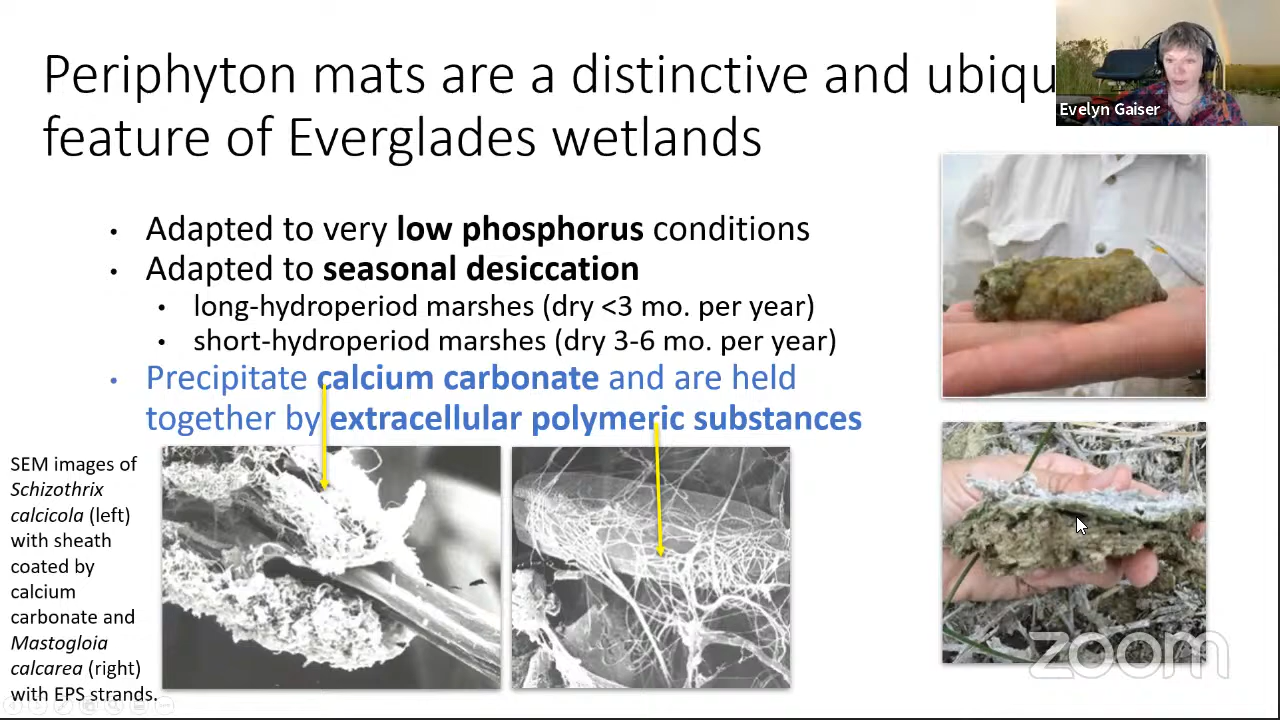 Periphyton mats are a distinctive and ubiqu
feature of Everglades wetlands
Evelyn Gaiser
• Adapted to very low phosphorus conditions
• Adapted to seasonal desiccation
• long-hydroperiod marshes (dry <3 mo. per year)
• short-hydroperiod marshes (dry 3-6 mo. per year)
• Precipitate calcium carbonate and are held
together by extracellular polymeric substances
SEM images of
Schizothrix
calcicola (left)
with sheath
coated by
calcium
carbonate and
Mastogloia
calcarea (right)
with EPS strands.
zoom